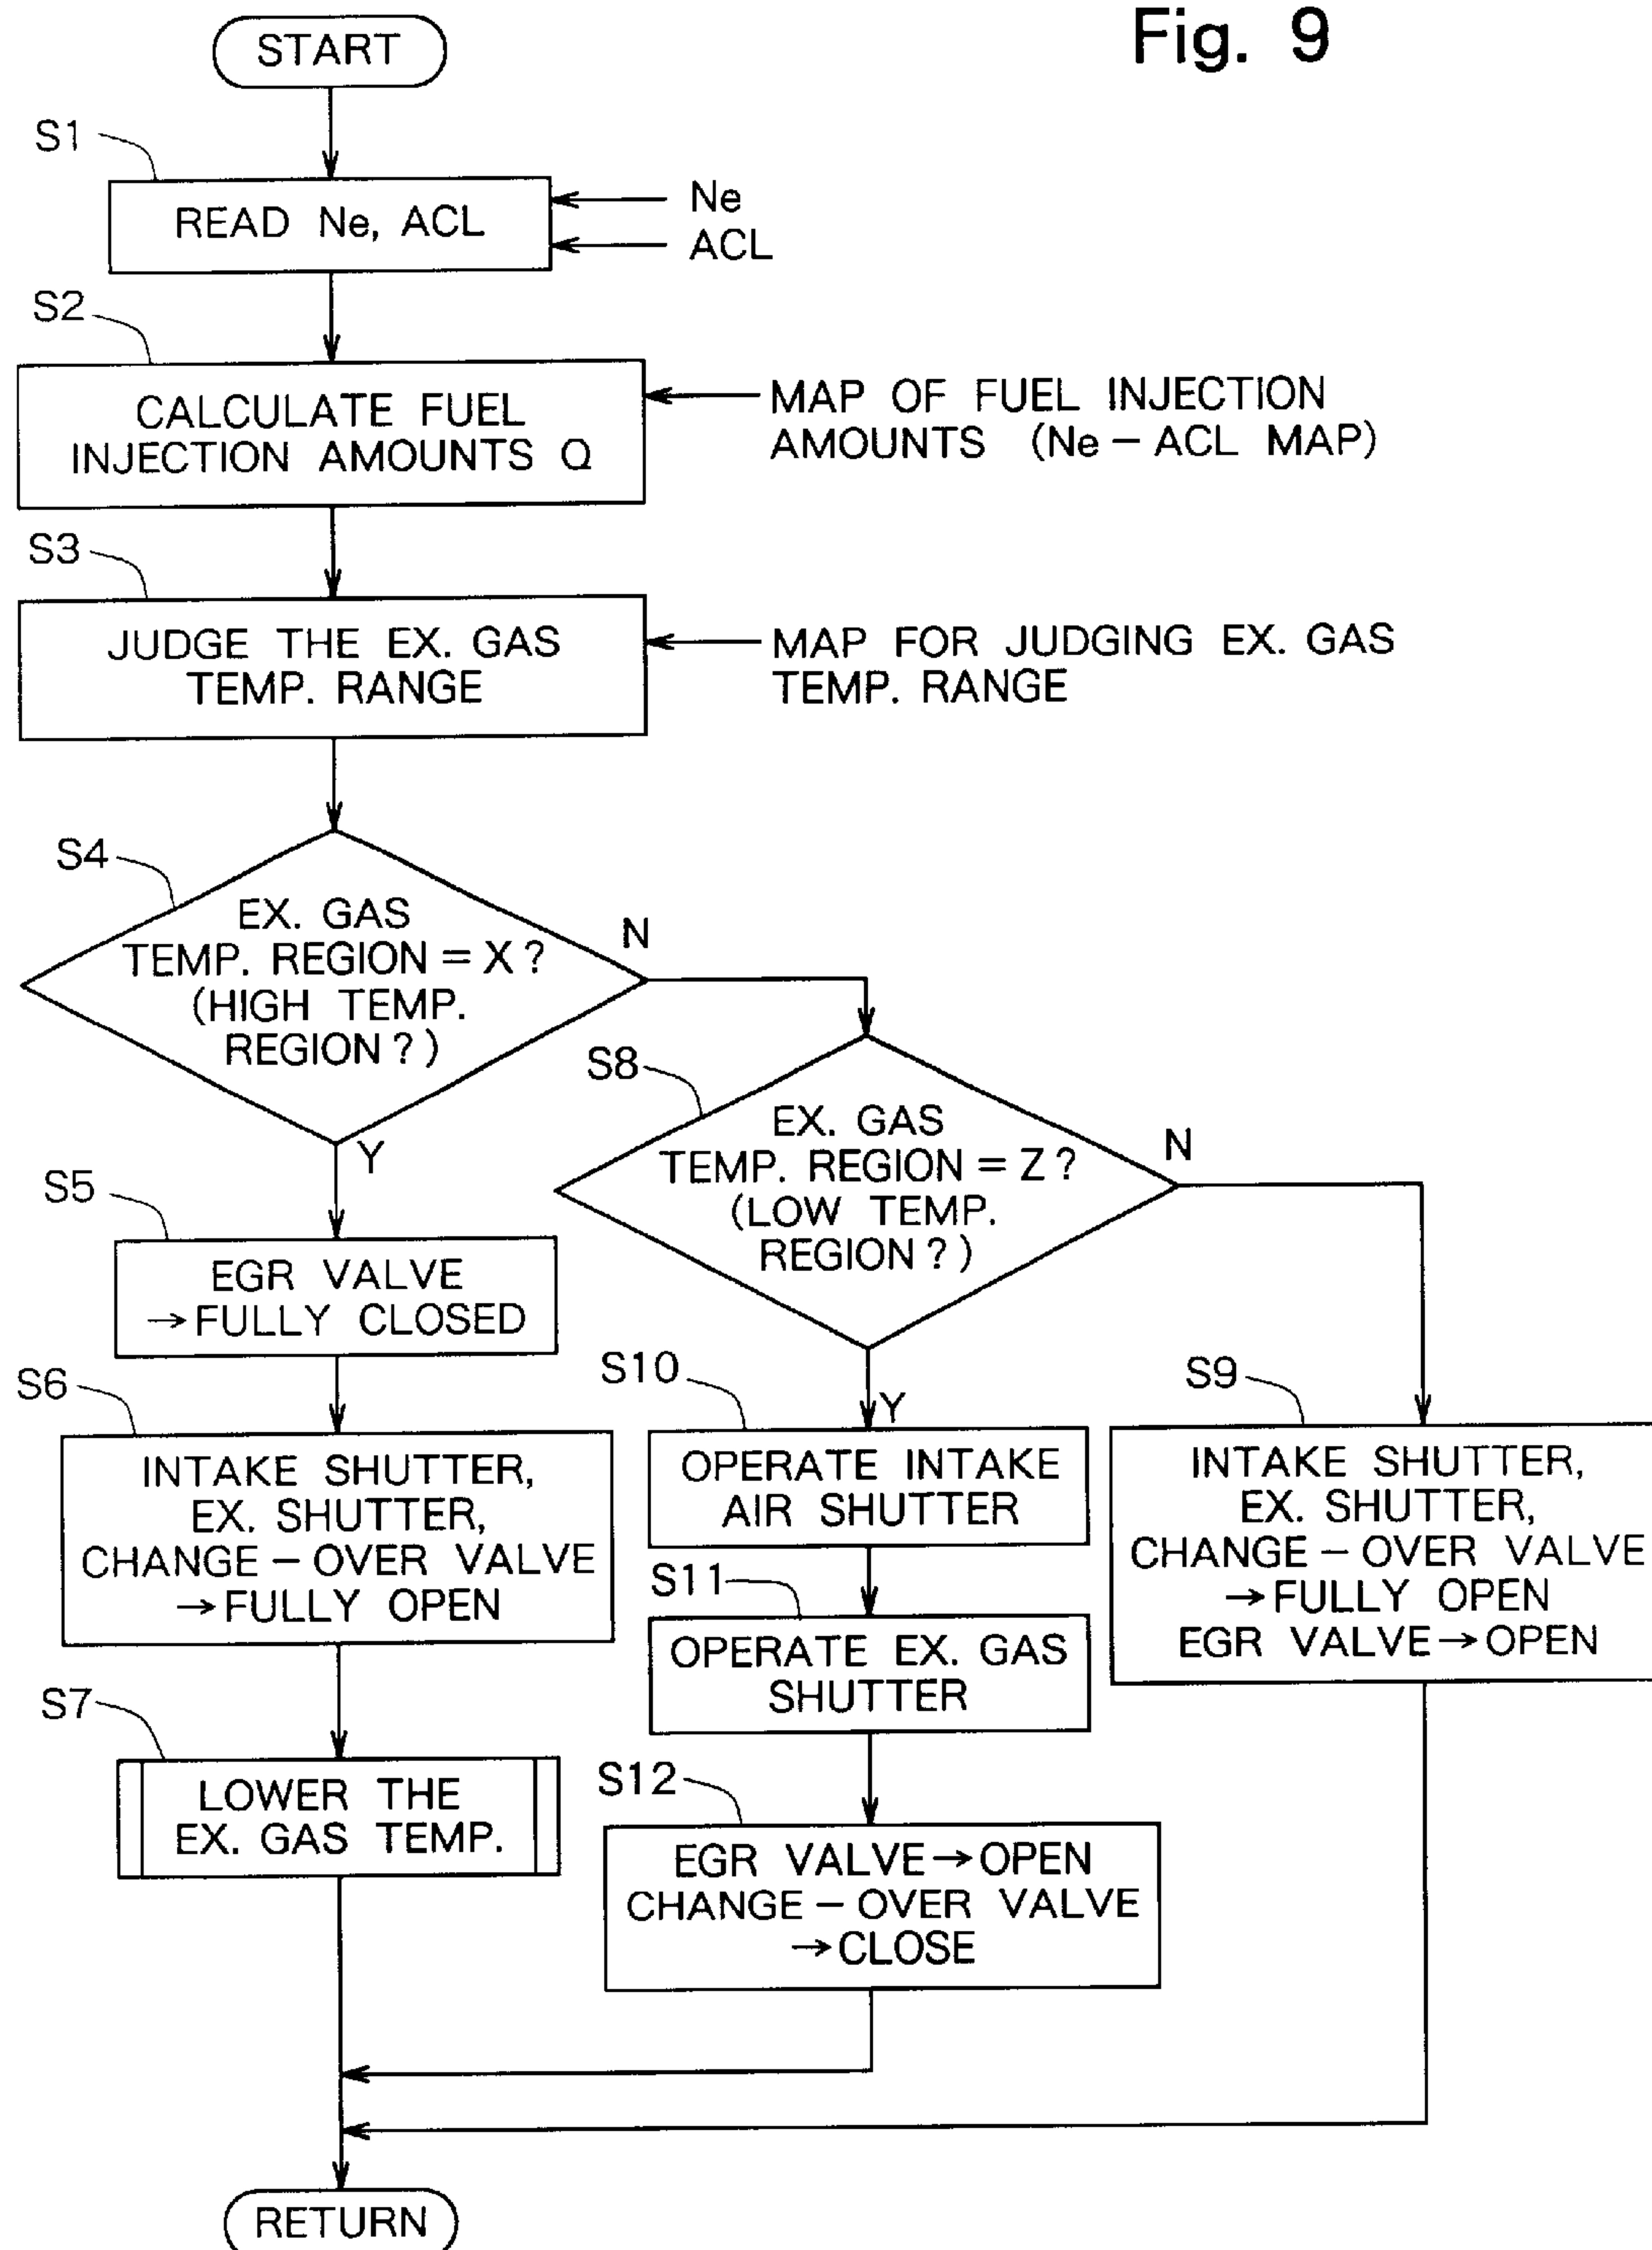 Fig. 9
START
S1
READ Ne, ACL
Ne
ACL
S2
CALCULATE FUEL
INJECTION AMOUNTS Q
MAP OF FUEL INJECTION
AMOUNTS (Ne – ACL MAP)
S3
JUDGE THE EX. GAS
TEMP. RANGE
MAP FOR JUDGING EX. GAS
TEMP. RANGE
S4
EX. GAS
TEMP. REGION = X ?
(HIGH TEMP.
REGION ? )
N
Y
S8
EX. GAS
TEMP. REGION = Z ?
(LOW TEMP.
REGION ? )
N
Y
S5
EGR VALVE
→ FULLY CLOSED
S6
INTAKE SHUTTER,
EX. SHUTTER,
CHANGE – OVER VALVE
→ FULLY OPEN
S7
LOWER THE
EX. GAS TEMP.
S10
OPERATE INTAKE
AIR SHUTTER
S11
OPERATE EX. GAS
SHUTTER
S12
EGR VALVE → OPEN
CHANGE – OVER VALVE
→ CLOSE
S9
INTAKE SHUTTER,
EX. SHUTTER,
CHANGE – OVER VALVE
→ FULLY OPEN
EGR VALVE → OPEN
RETURN